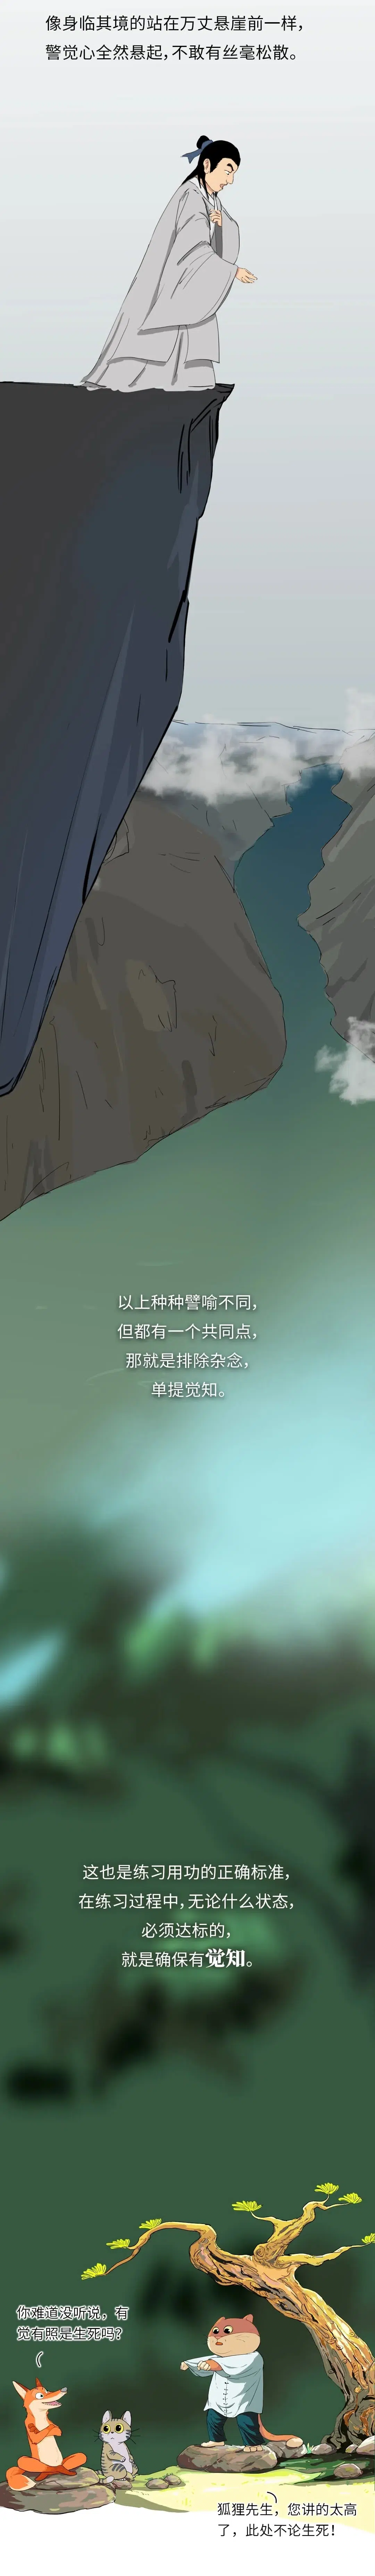 像身临其境的站在万丈悬崖前一样，
警觉心全然悬起，不敢有丝毫松散。
以上种种譬喻不同，
但都有一个共同点，
那就是排除杂念，
单提觉知。
这也是练习用功的正确标准，
在练习过程中，无论什么状态，
必须达标的，
就是确保有觉知。
你难道没听说，有
觉有照是生死吗？
狐狸先生，您讲的太高
了，此处不论生死！